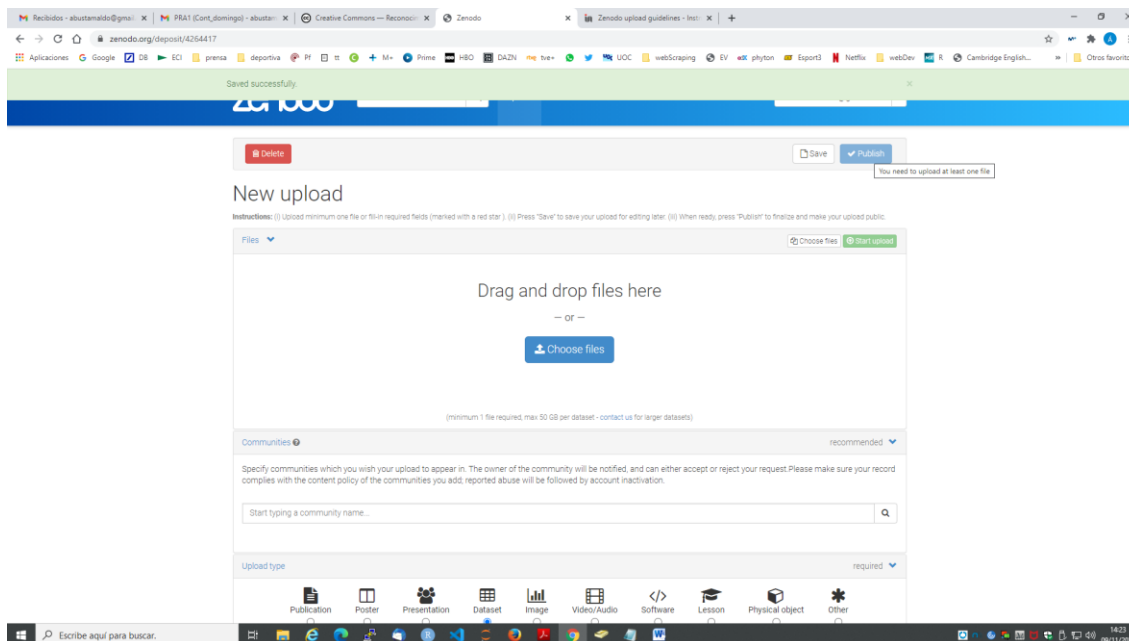 Recibidos - abustamaldo@gmail
PRA1 (Cont_domingo) - abustam
Creative Commons — Reconocin
Zenodo
Zenodo upload guidelines - Inst
zenodo.org/deposit/4264417
Aplicaciones
Google
DB
ECI
prensa
deportiva
Pf
M+
Prime
HBO
DAZN
tve+
UOC
webScraping
EV
phyton
Esport3
Netflix
webDev
R
Cambridge English...
Otros favorito
Saved successfully.
Delete
Save
Publish
You need to upload at least one file
New upload
Instructions: (i) Upload minimum one file or fill-in required fields (marked with a red star ). (ii) Press "Save" to save your upload for editing later. (iii) When ready, press "Publish" to finalize and make your upload public.
Files
Choose files
Start upload
Drag and drop files here
— or —
Choose files
(minimum 1 file required, max 50 GB per dataset - contact us for larger datasets)
Communities
recommended
Specify communities which you wish your upload to appear in. The owner of the community will be notified, and can either accept or reject your request.Please make sure your record
complies with the content policy of the communities you add; reported abuse will be followed by account inactivation.
Start typing a community name...
Upload type
required
Publication
Poster
Presentation
Dataset
Image
Video/Audio
Software
Lesson
Physical object
Other
Escribe aquí para buscar.
14:23